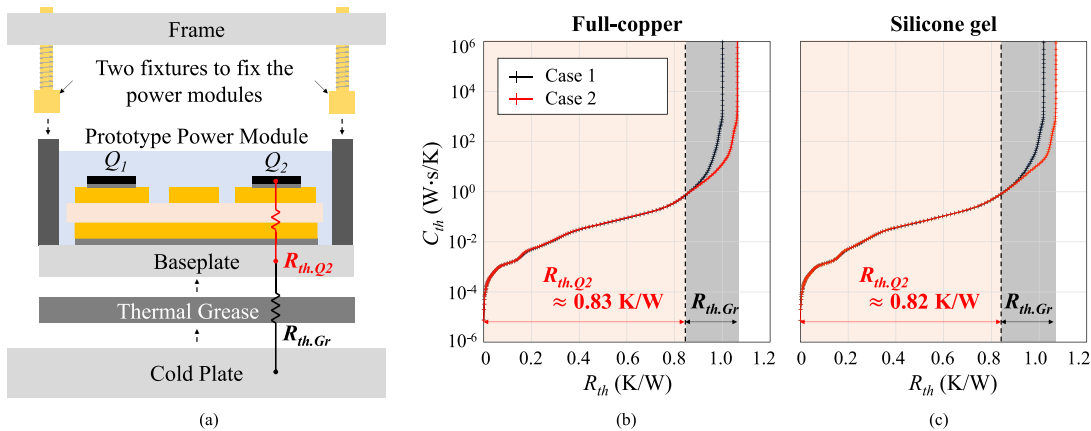 Frame
Two fixtures to fix the
power modules
Prototype Power Module
Q1
Q2
Rth.Q2
Baseplate
Thermal Grease
Rth.Gr
Cold Plate
(a)
Full-copper
Case 1
Case 2
Cth (W·s/K)
10^6
10^4
10^2
10^0
10^-2
10^-4
10^-6
Rth.Q2
≈ 0.83 K/W
Rth.Gr
0 0.2 0.4 0.6 0.8 1.0 1.2
Rth (K/W)
(b)
Silicone gel
Rth.Q2
≈ 0.82 K/W
Rth.Gr
0 0.2 0.4 0.6 0.8 1.0 1.2
Rth (K/W)
(c)